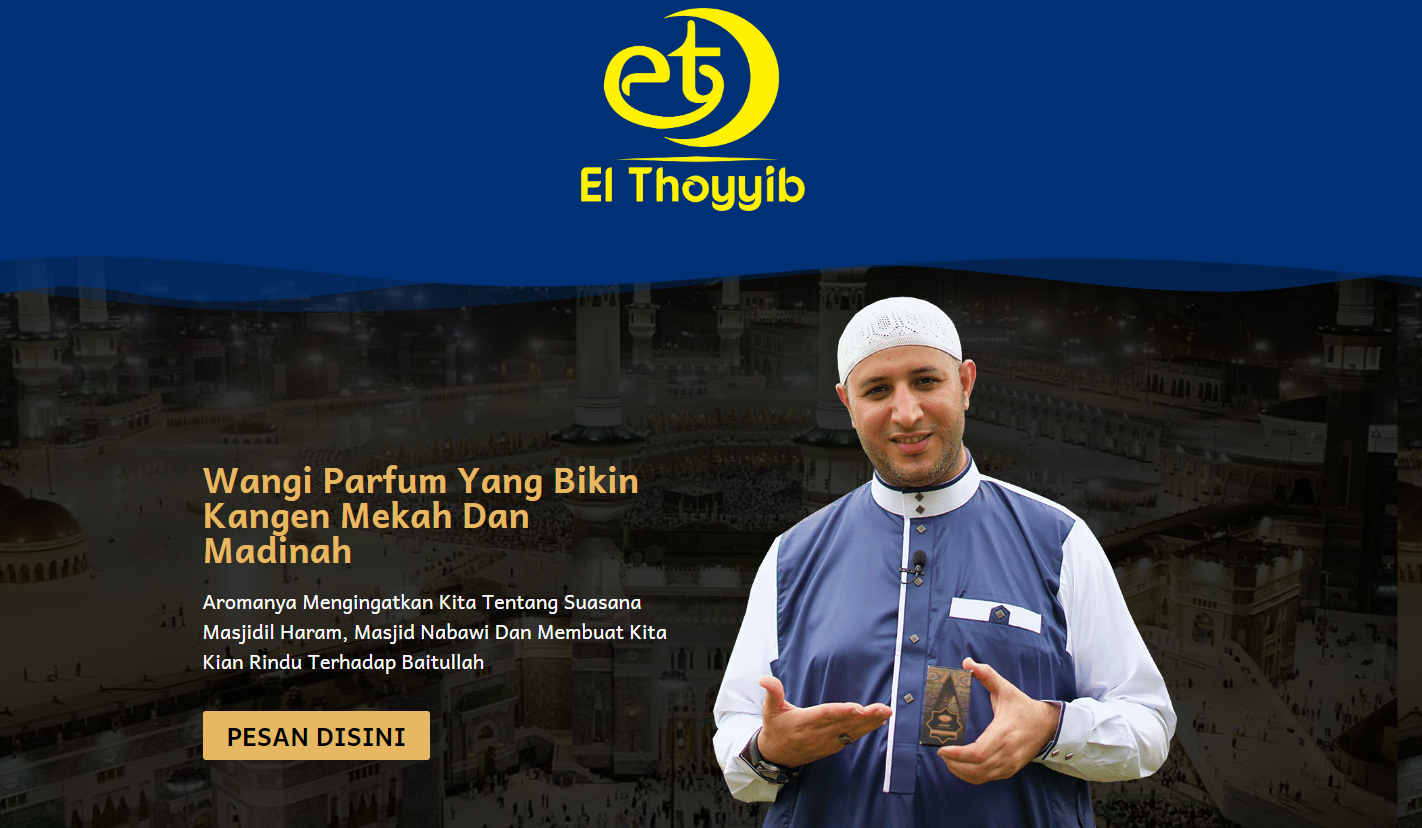 et
El Thoyyib
Wangi Parfum Yang Bikin
Kangen Mekah Dan
Madinah
Aromanya Mengingatkan Kita Tentang Suasana
Masjidil Haram, Masjid Nabawi Dan Membuat Kita
Kian Rindu Terhadap Baitullah
PESAN DISINI